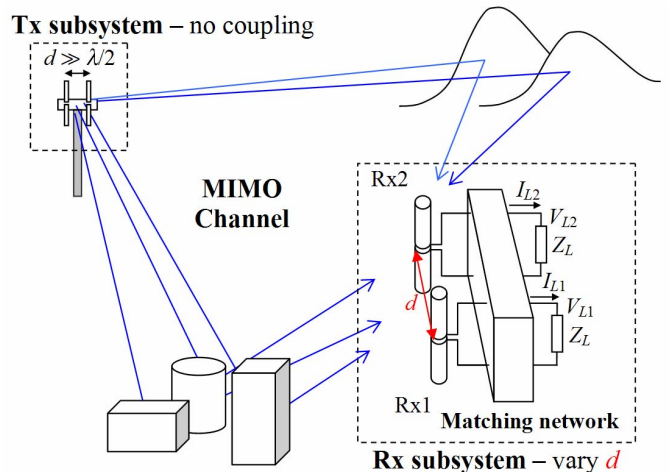 Tx subsystem – no coupling
d ≫ λ/2
MIMO
Channel
Rx2
I_L2
V_L2
Z_L
I_L1
V_L1
Z_L
d
Rx1
Matching network
Rx subsystem – vary d